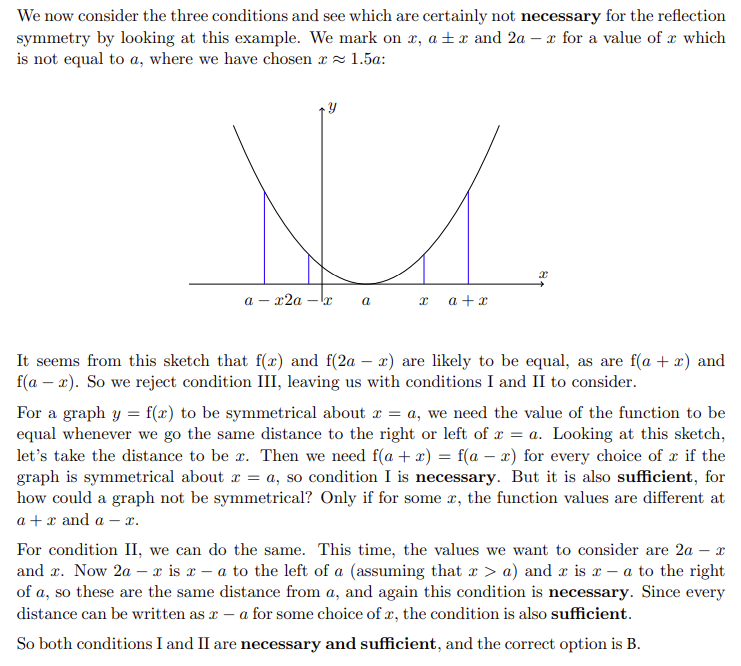 We now consider the three conditions and see which are certainly not necessary for the reflection
symmetry by looking at this example. We mark on x, a ± x and 2a − x for a value of x which
is not equal to a, where we have chosen x ≈ 1.5a:
y
x
a − x2a − x a x a + x
It seems from this sketch that f(x) and f(2a − x) are likely to be equal, as are f(a + x) and
f(a − x). So we reject condition III, leaving us with conditions I and II to consider.
For a graph y = f(x) to be symmetrical about x = a, we need the value of the function to be
equal whenever we go the same distance to the right or left of x = a. Looking at this sketch,
let's take the distance to be x. Then we need f(a + x) = f(a − x) for every choice of x if the
graph is symmetrical about x = a, so condition I is necessary. But it is also sufficient, for
how could a graph not be symmetrical? Only if for some x, the function values are different at
a + x and a − x.
For condition II, we can do the same. This time, the values we want to consider are 2a − x
and x. Now 2a − x is x − a to the left of a (assuming that x > a) and x is x − a to the right
of a, so these are the same distance from a, and again this condition is necessary. Since every
distance can be written as x − a for some choice of x, the condition is also sufficient.
So both conditions I and II are necessary and sufficient, and the correct option is B.